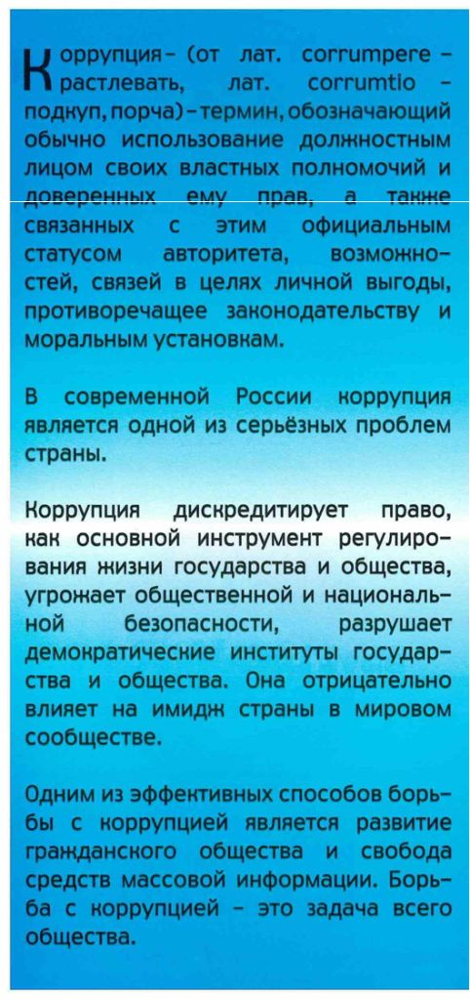 Коррупция – (от лат. corrumpere –
растлевать, лат. corrumtio –
подкуп, порча) – термин, обозначающий
обычно использование должностным
лицом своих властных полномочий и
доверенных ему прав, а также
связанных с этим официальным
статусом авторитета, возможно–
стей, связей в целях личной выгоды,
противоречащее законодательству и
моральным установкам.
В современной России коррупция
является одной из серьёзных проблем
страны.
Коррупция дискредитирует право,
как основной инструмент регулиро–
вания жизни государства и общества,
угрожает общественной и националь–
ной безопасности, разрушает
демократические институты государ–
ства и общества. Она отрицательно
влияет на имидж страны в мировом
сообществе.
Одним из эффективных способов борь–
бы с коррупцией является развитие
гражданского общества и свобода
средств массовой информации. Борь–
ба с коррупцией – это задача всего
общества.